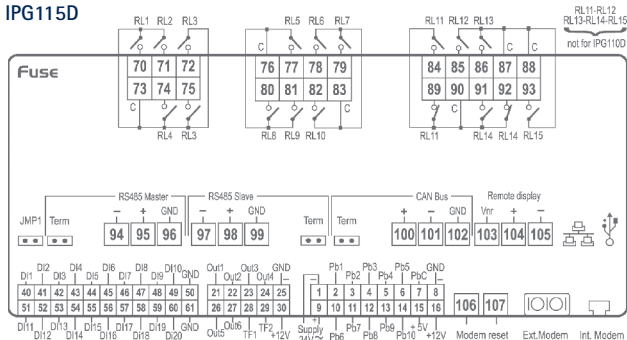 IPG115D
RL1 RL2 RL3
RL5 RL6 RL7
RL11 RL12 RL13
RL11-RL12
RL13-RL14-RL15
not for IPG110D
Fuse
C C C
70 71 72
76 77 78 79
84 85 86 87 88
73 74 75
80 81 82 83
89 90 91 92 93
C C C
RL4 RL3
RL8 RL9 RL10
RL11 RL14 RL14 RL15
RS485 Master RS485 Slave CAN Bus Remote display
JMP1 Term − + GND − + GND Term Term + − GND Vnr + −
94 95 96 97 98 99 100 101 102 103 104 105
DI1 DI2 DI3 DI4 DI5 DI6 DI7 DI8 DI9 DI10 GND
Out1 Out2 Out3 Out4 GND
− Pb1 Pb2 Pb3 Pb4 Pb5 PbC GND
40 41 42 43 44 45 46 47 48 49 50
21 22 23 24 25
1 2 3 4 5 6 7 8
51 52 53 54 55 56 57 58 59 60 61
26 27 28 29 30
9 10 11 12 13 14 15 16
106 107
DI11 DI12 DI13 DI14 DI15 DI16 DI17 DI18 DI19 DI20 GND
Out5 Out6 TF1 TF2 +12V
Supply 24V Pb6 Pb7 Pb8 Pb9 Pb10 +5V +12V
Modem reset Ext.Modem Int. Modem